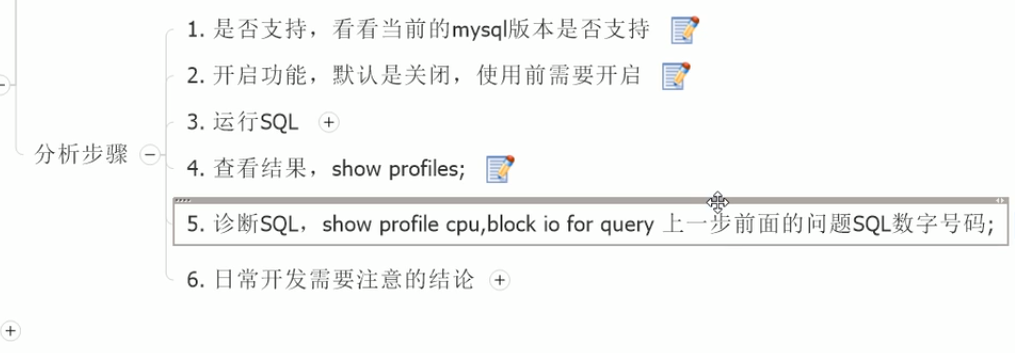 1. 是否支持，看看当前的mysql版本是否支持
2. 开启功能，默认是关闭，使用前需要开启
3. 运行SQL
分析步骤
4. 查看结果，show profiles;
5. 诊断SQL，show profile cpu,block io for query 上一步前面的问题SQL数字号码;
6. 日常开发需要注意的结论